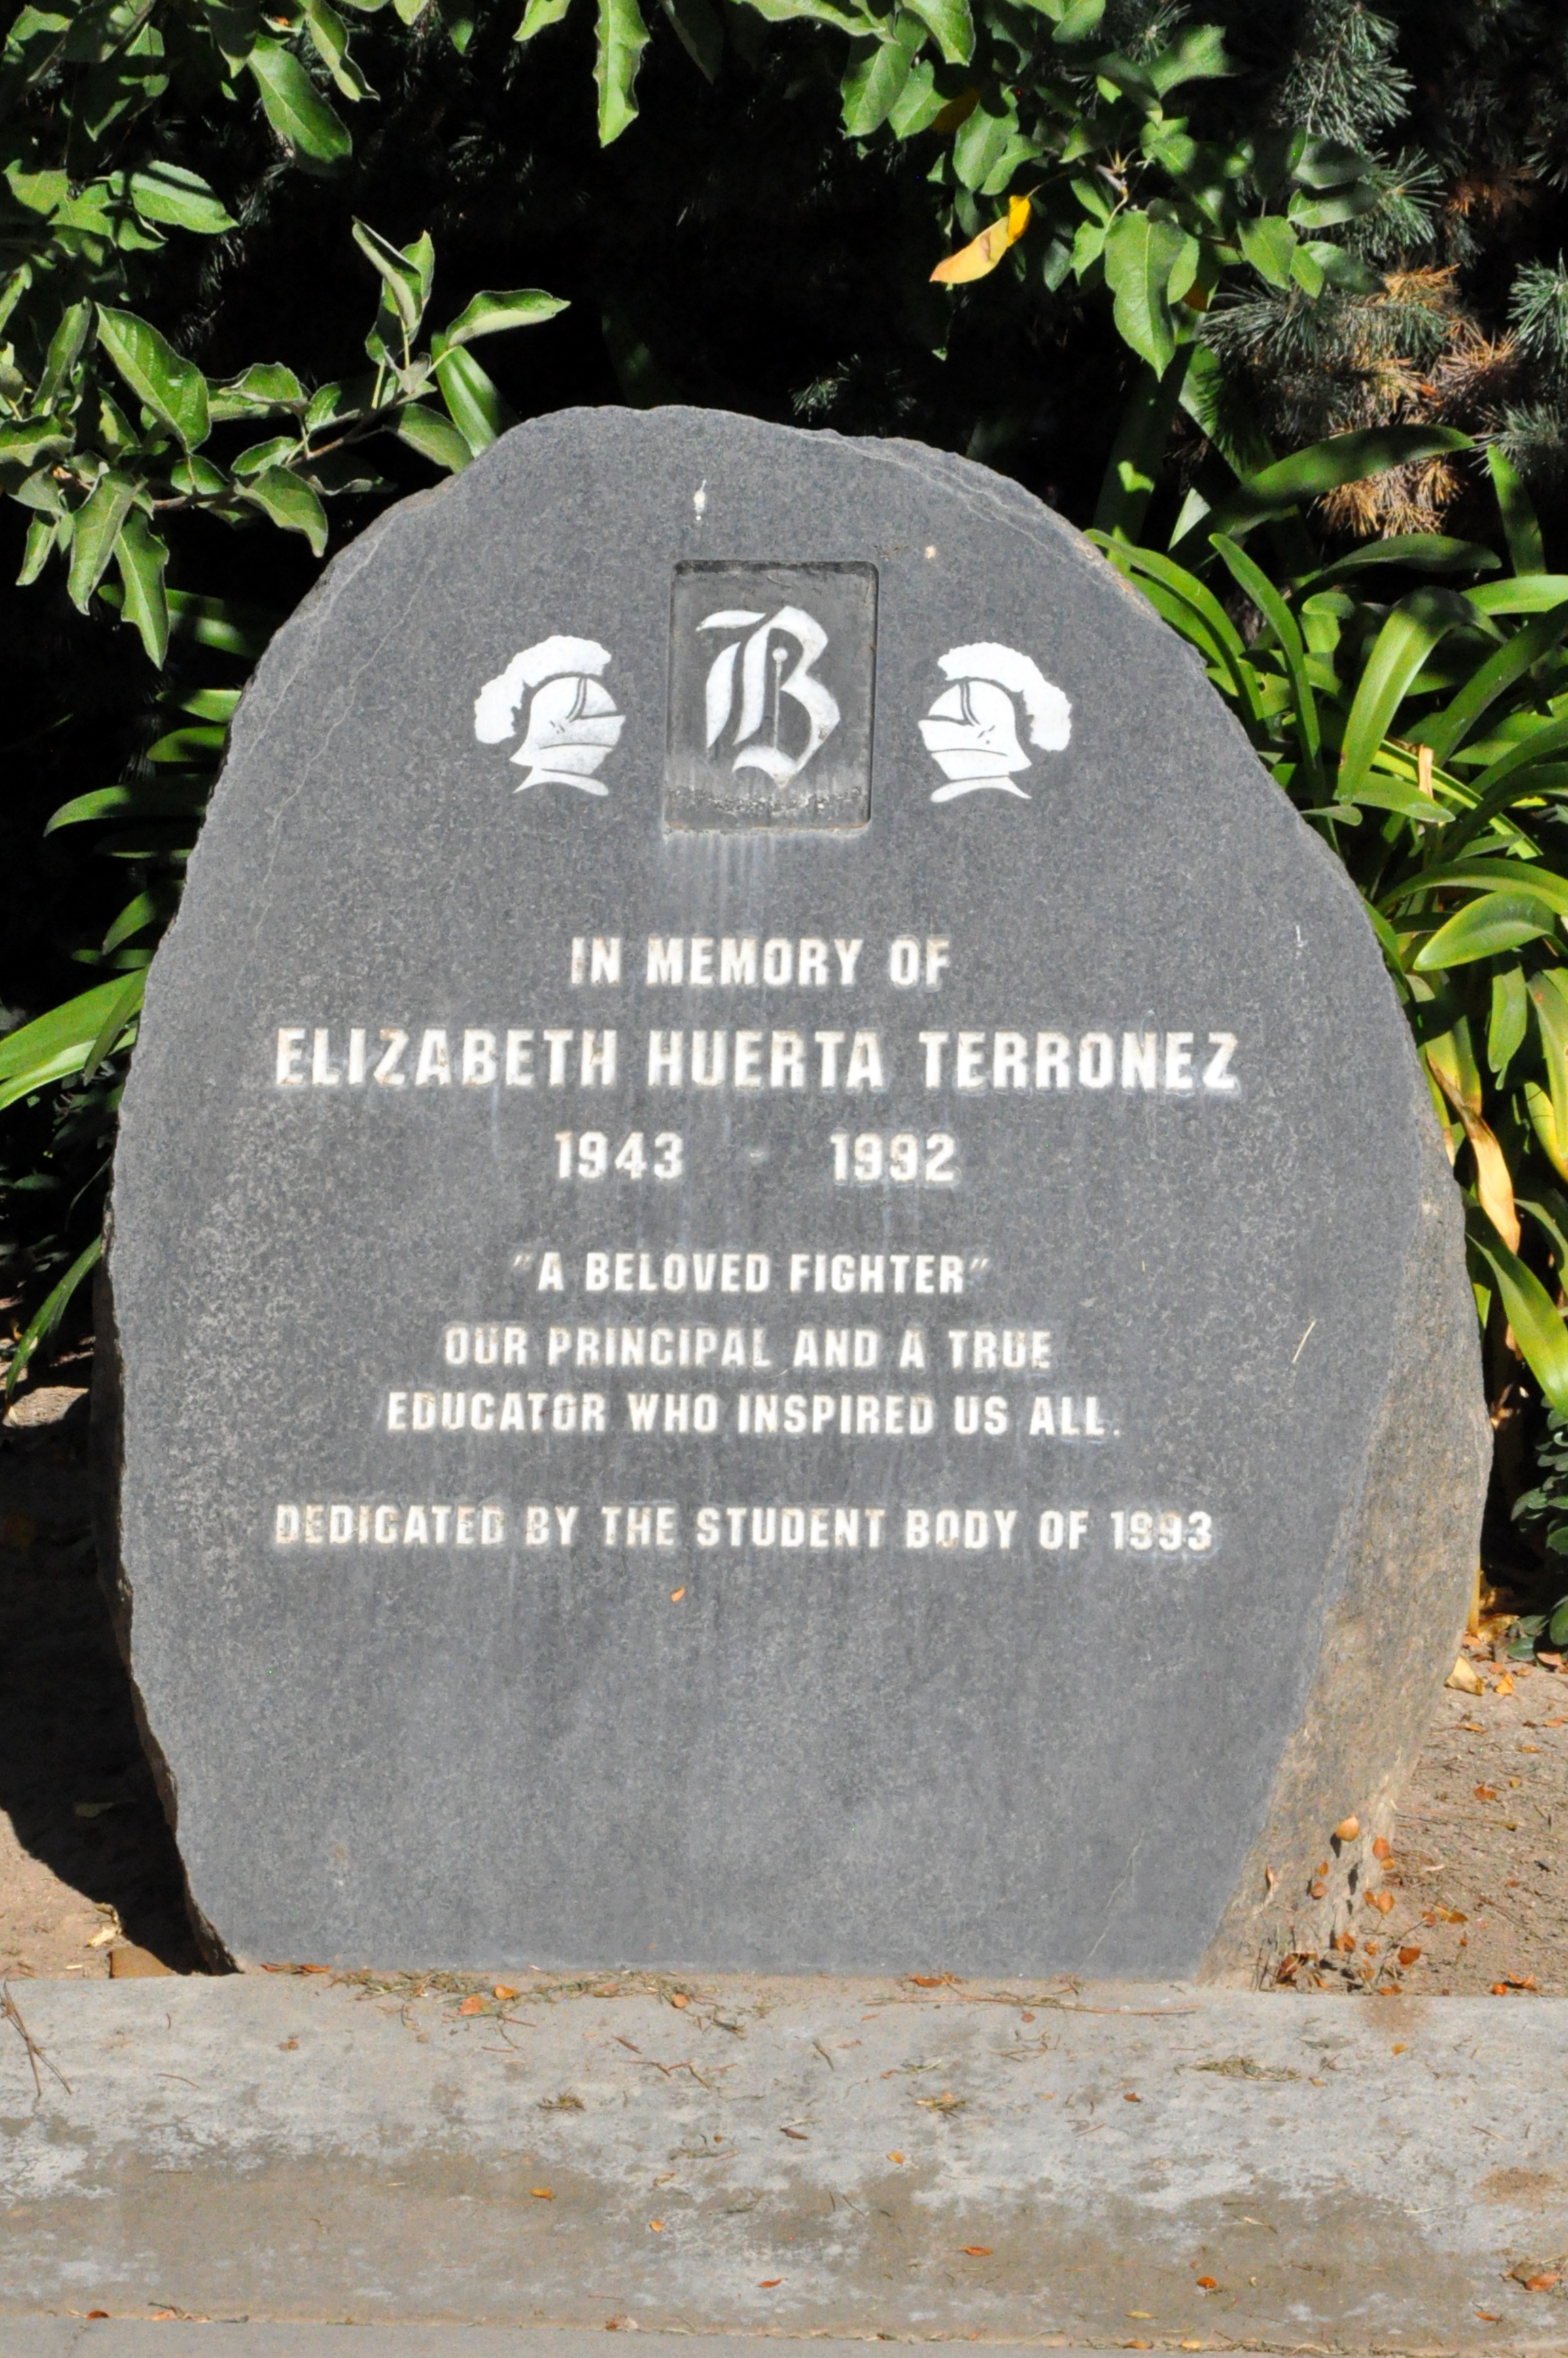 B
IN MEMORY OF
ELIZABETH HUERTA TERRONEZ
1943 - 1992
"A BELOVED FIGHTER"
OUR PRINCIPAL AND A TRUE
EDUCATOR WHO INSPIRED US ALL.
DEDICATED BY THE STUDENT BODY OF 1993